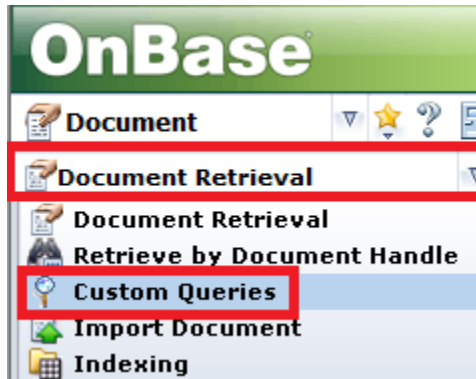 OnBase
Document
Document Retrieval
Document Retrieval
Retrieve by Document Handle
Custom Queries
Import Document
Indexing